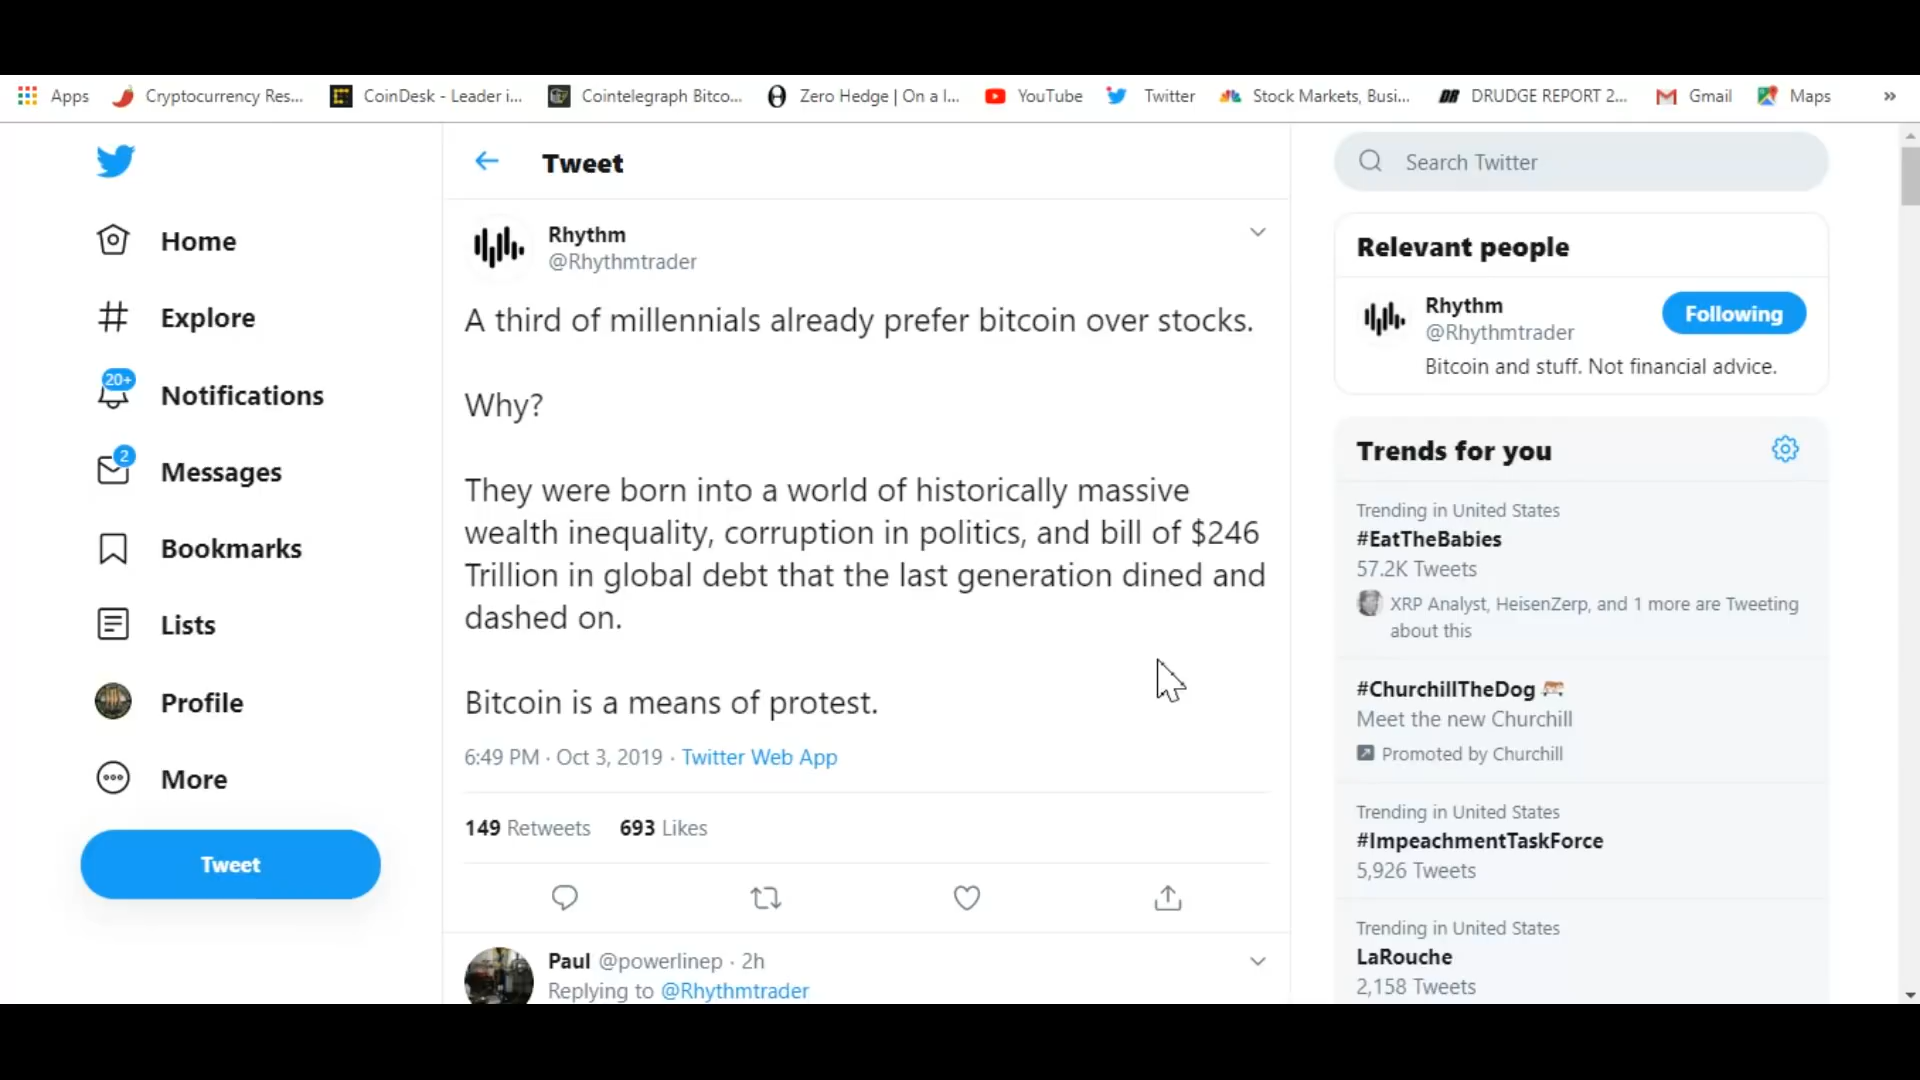 Apps Cryptocurrency Res... CoinDesk - Leader i... Cointelegraph Bitco... Zero Hedge | On a l... YouTube Twitter Stock Markets, Busi... DR DRUDGE REPORT 2... Gmail Maps »
Home
Explore
20+
Notifications
2
Messages
Bookmarks
Lists
Profile
More
Tweet
Tweet
Rhythm
@Rhythmtrader
A third of millennials already prefer bitcoin over stocks.
Why?
They were born into a world of historically massive
wealth inequality, corruption in politics, and bill of $246
Trillion in global debt that the last generation dined and
dashed on.
Bitcoin is a means of protest.
6:49 PM · Oct 3, 2019 · Twitter Web App
149 Retweets 693 Likes
Paul @powerlinep · 2h
Replying to @Rhythmtrader
Search Twitter
Relevant people
Rhythm
@Rhythmtrader
Following
Bitcoin and stuff. Not financial advice.
Trends for you
Trending in United States
#EatTheBabies
57.2K Tweets
XRP Analyst, HeisenZerp, and 1 more are Tweeting
about this
#ChurchillTheDog
Meet the new Churchill
Promoted by Churchill
Trending in United States
#ImpeachmentTaskForce
5,926 Tweets
Trending in United States
LaRouche
2,158 Tweets